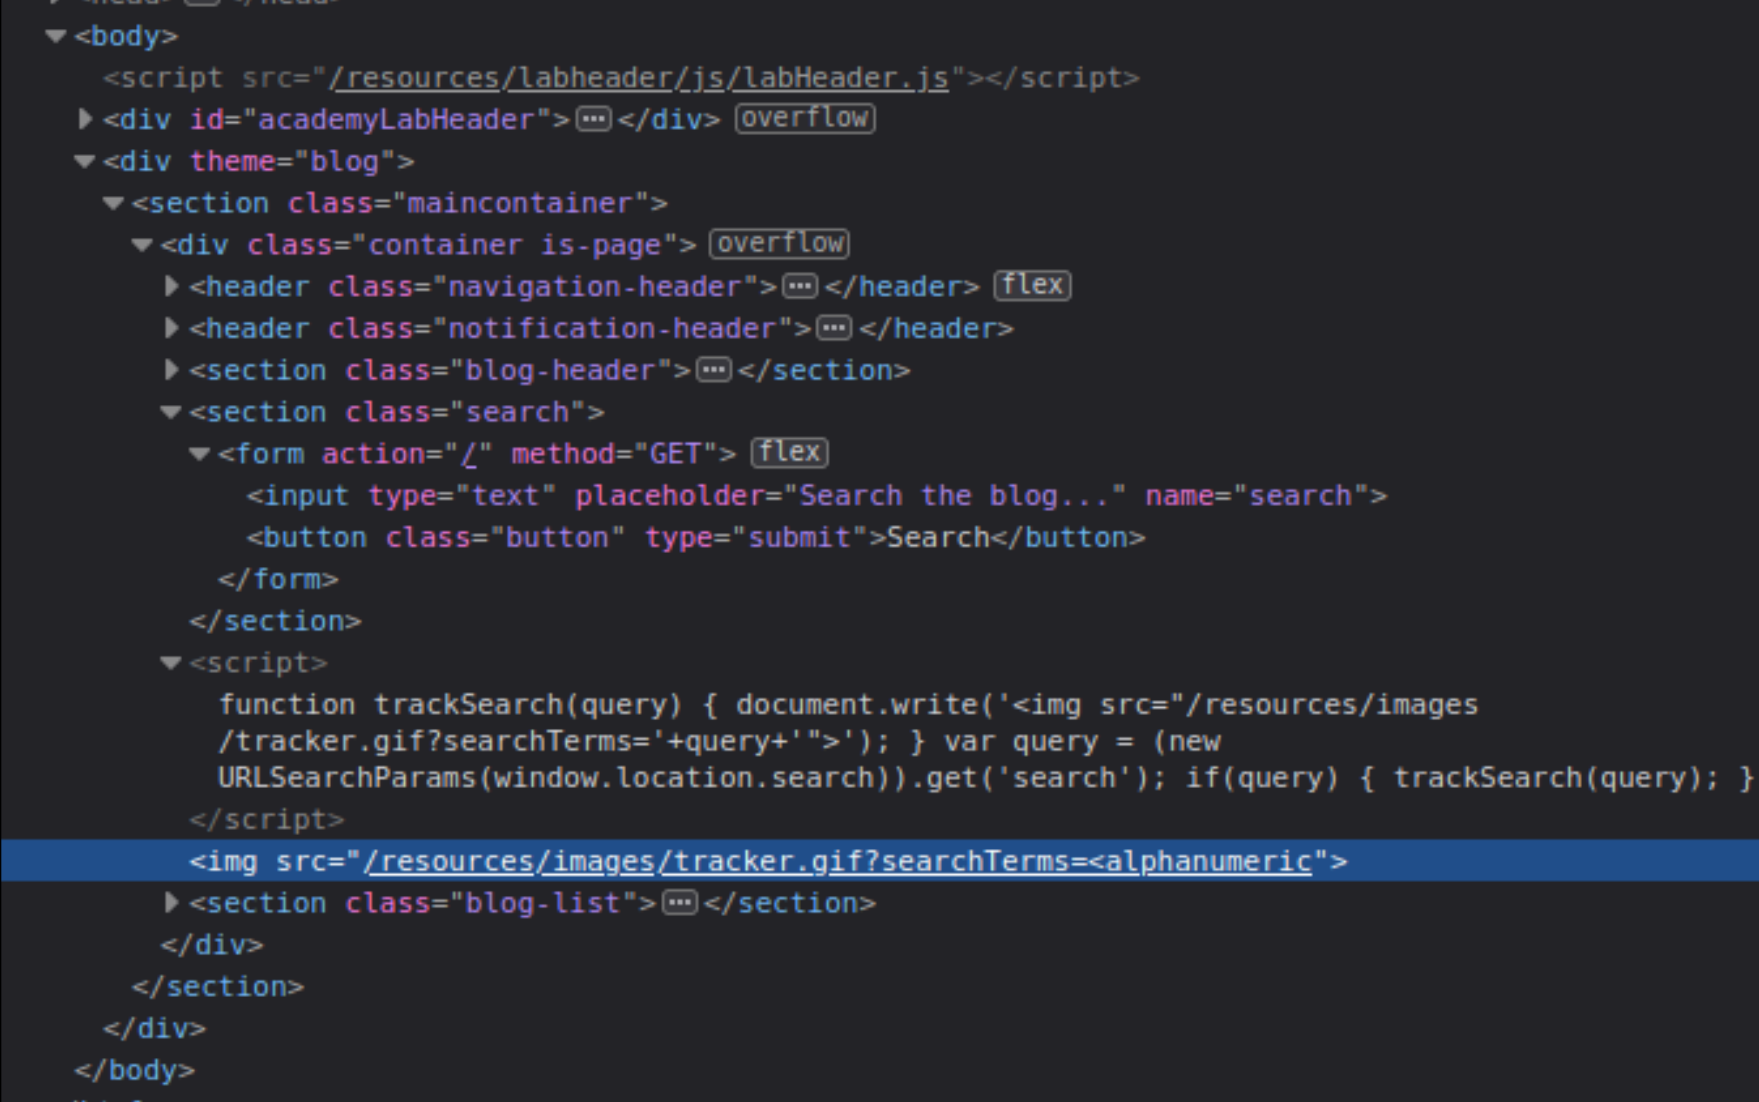 <body>
<script src="/resources/labheader/js/labHeader.js"></script>
<div id="academyLabHeader"></div> overflow
<div theme="blog">
<section class="maincontainer">
<div class="container is-page"> overflow
<header class="navigation-header"></header> flex
<header class="notification-header"></header>
<section class="blog-header"></section>
<section class="search">
<form action="/" method="GET"> flex
<input type="text" placeholder="Search the blog..." name="search">
<button class="button" type="submit">Search</button>
</form>
</section>
<script>
function trackSearch(query) { document.write('<img src="/resources/images
/tracker.gif?searchTerms='+query+'">'); } var query = (new
URLSearchParams(window.location.search)).get('search'); if(query) { trackSearch(query); }
</script>
<img src="/resources/images/tracker.gif?searchTerms=<alphanumeric">
<section class="blog-list"></section>
</div>
</section>
</div>
</body>